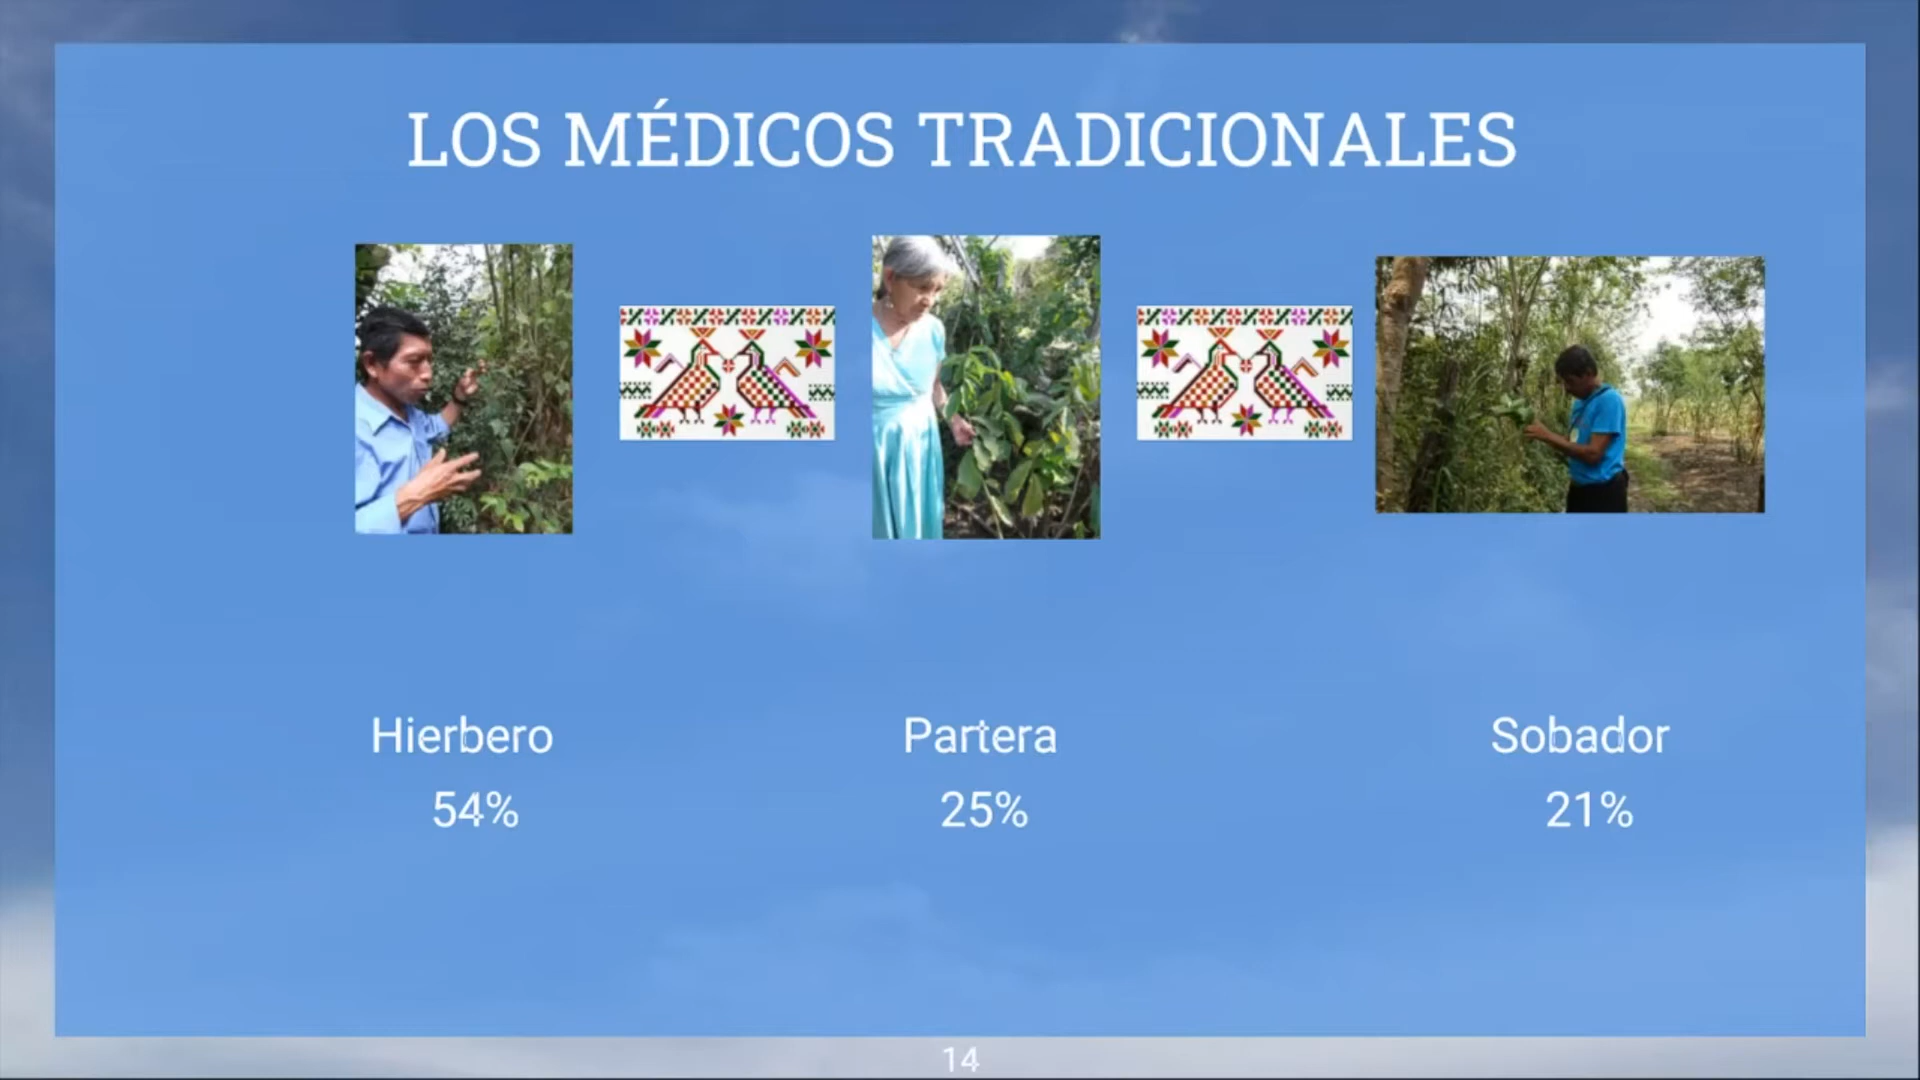 LOS MÉDICOS TRADICIONALES
Hierbero
54%
Partera
25%
Sobador
21%
14